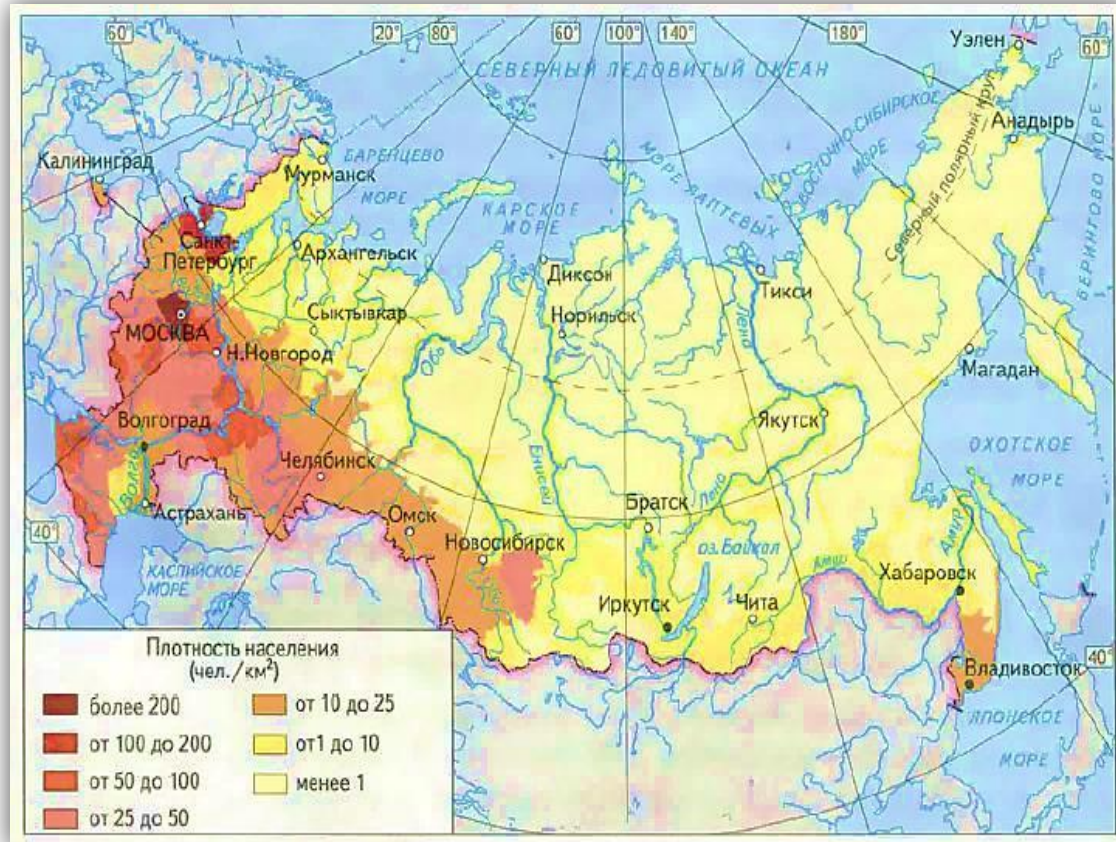 60°
20°
80°
60°
100°
140°
180°
60°
Уэлен
СЕВЕРНЫЙ ЛЕДОВИТЫЙ ОКЕАН
Северный полярный круг
Анадырь
БЕРИНГОВО МОРЕ
Калининград
БАРЕНЦЕВО
МОРЕ
Мурманск
КАРСКОЕ
МОРЕ
МОРЕ ЛАПТЕВЫХ
ВОСТОЧНО-СИБИРСКОЕ
МОРЕ
Санкт-
Петербург
Архангельск
Диксон
Тикси
Сыктывкар
Норильск
Лена
МОСКВА
Н.Новгород
Обь
Магадан
Волгоград
Якутск
ОХОТСКОЕ
МОРЕ
Челябинск
Енисей
Волга
Астрахань
Омск
Братск
Лена
Амур
40°
Новосибирск
оз.Байкал
Амур
Хабаровск
КАСПИЙСКОЕ
МОРЕ
Иркутск
Чита
40°
Владивосток
ЯПОНСКОЕ
МОРЕ
Плотность населения
(чел./км²)
более 200
от 100 до 200
от 50 до 100
от 25 до 50
от 10 до 25
от1 до 10
менее 1